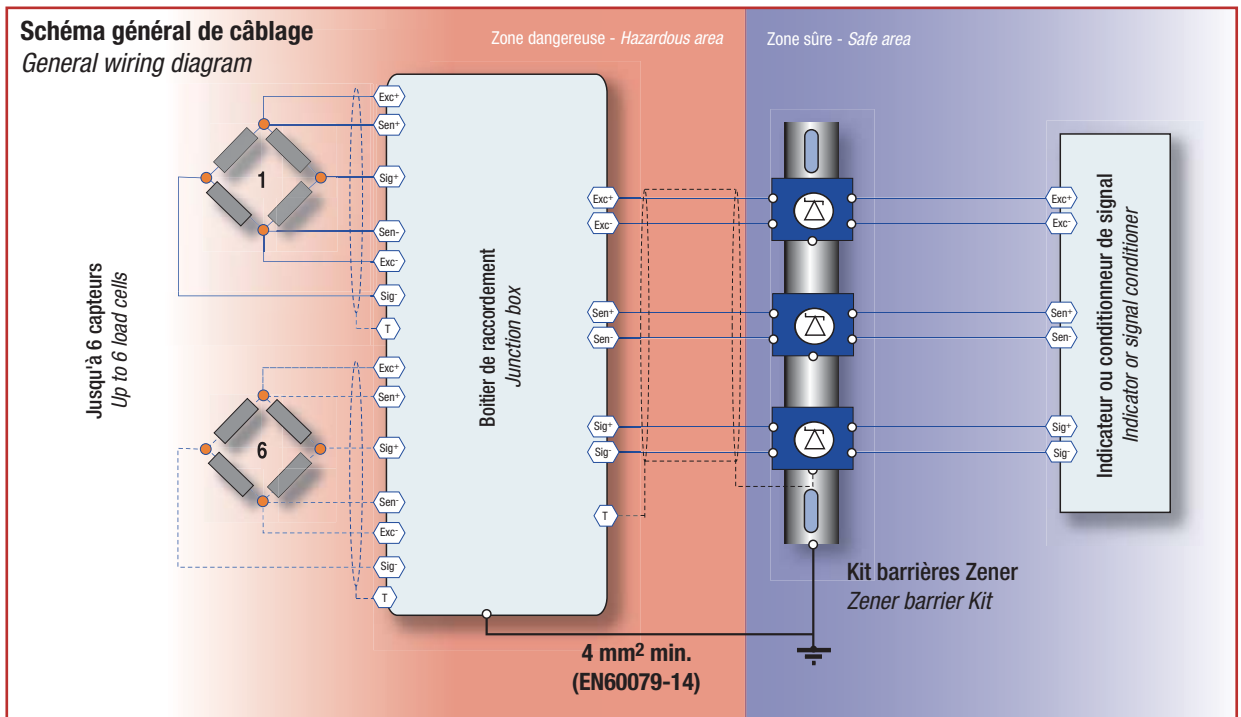 Schéma général de câblage
General wiring diagram
Zone dangereuse - Hazardous area
Zone sûre - Safe area
Jusqu'à 6 capteurs
Up to 6 load cells
1
Exc+
Sen+
Sig+
Sen-
Exc-
Sig-
T
6
Exc+
Sen+
Sig+
Sen-
Exc-
Sig-
T
Boîtier de raccordement
Junction box
Exc+
Exc-
Sen+
Sen-
Sig+
Sig-
T
Kit barrières Zener
Zener barrier Kit
4 mm² min.
(EN60079-14)
Exc+
Exc-
Sen+
Sen-
Sig+
Sig-
Indicateur ou conditionneur de signal
Indicator or signal conditioner